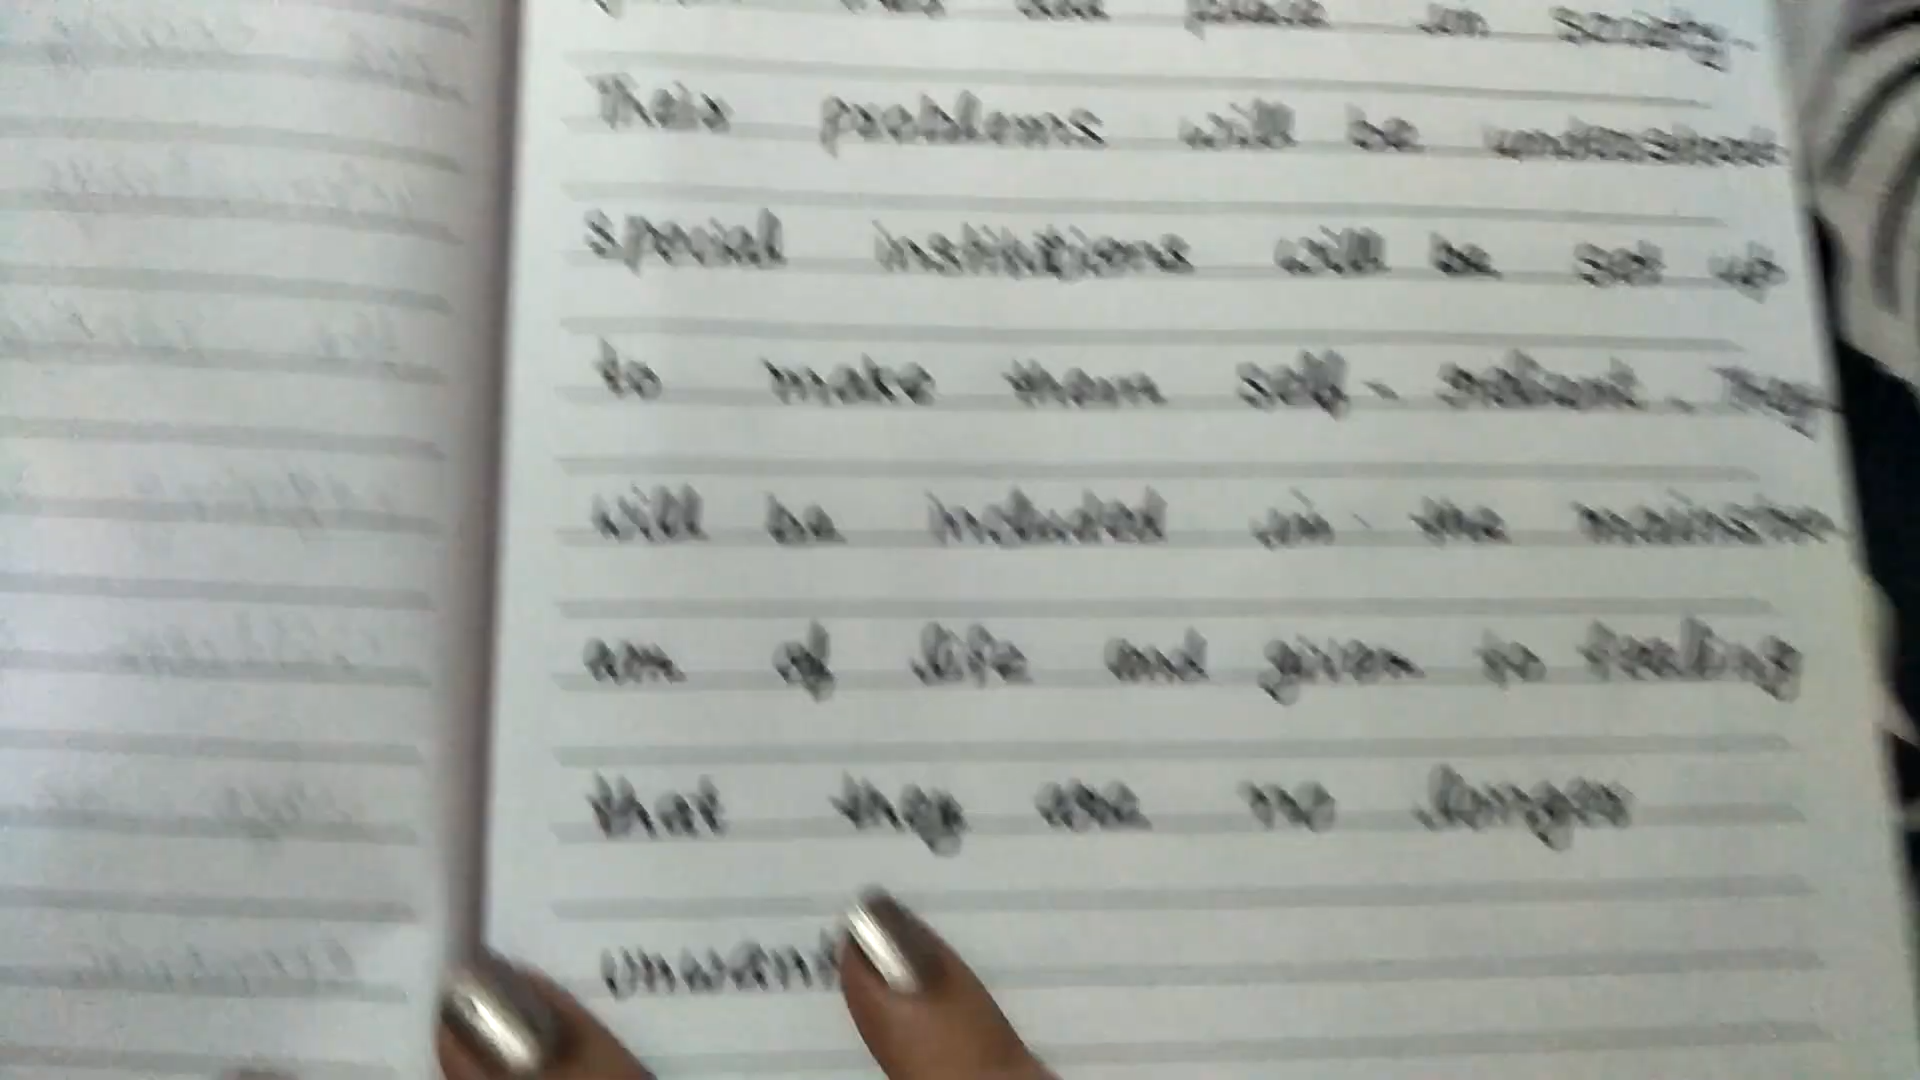 due place in society.
Their problems will be understood
special institutions will be set up
to make them self-reliant. They
will be included in the mainstre
am of life and given to feeling
that they are no longer
unwant